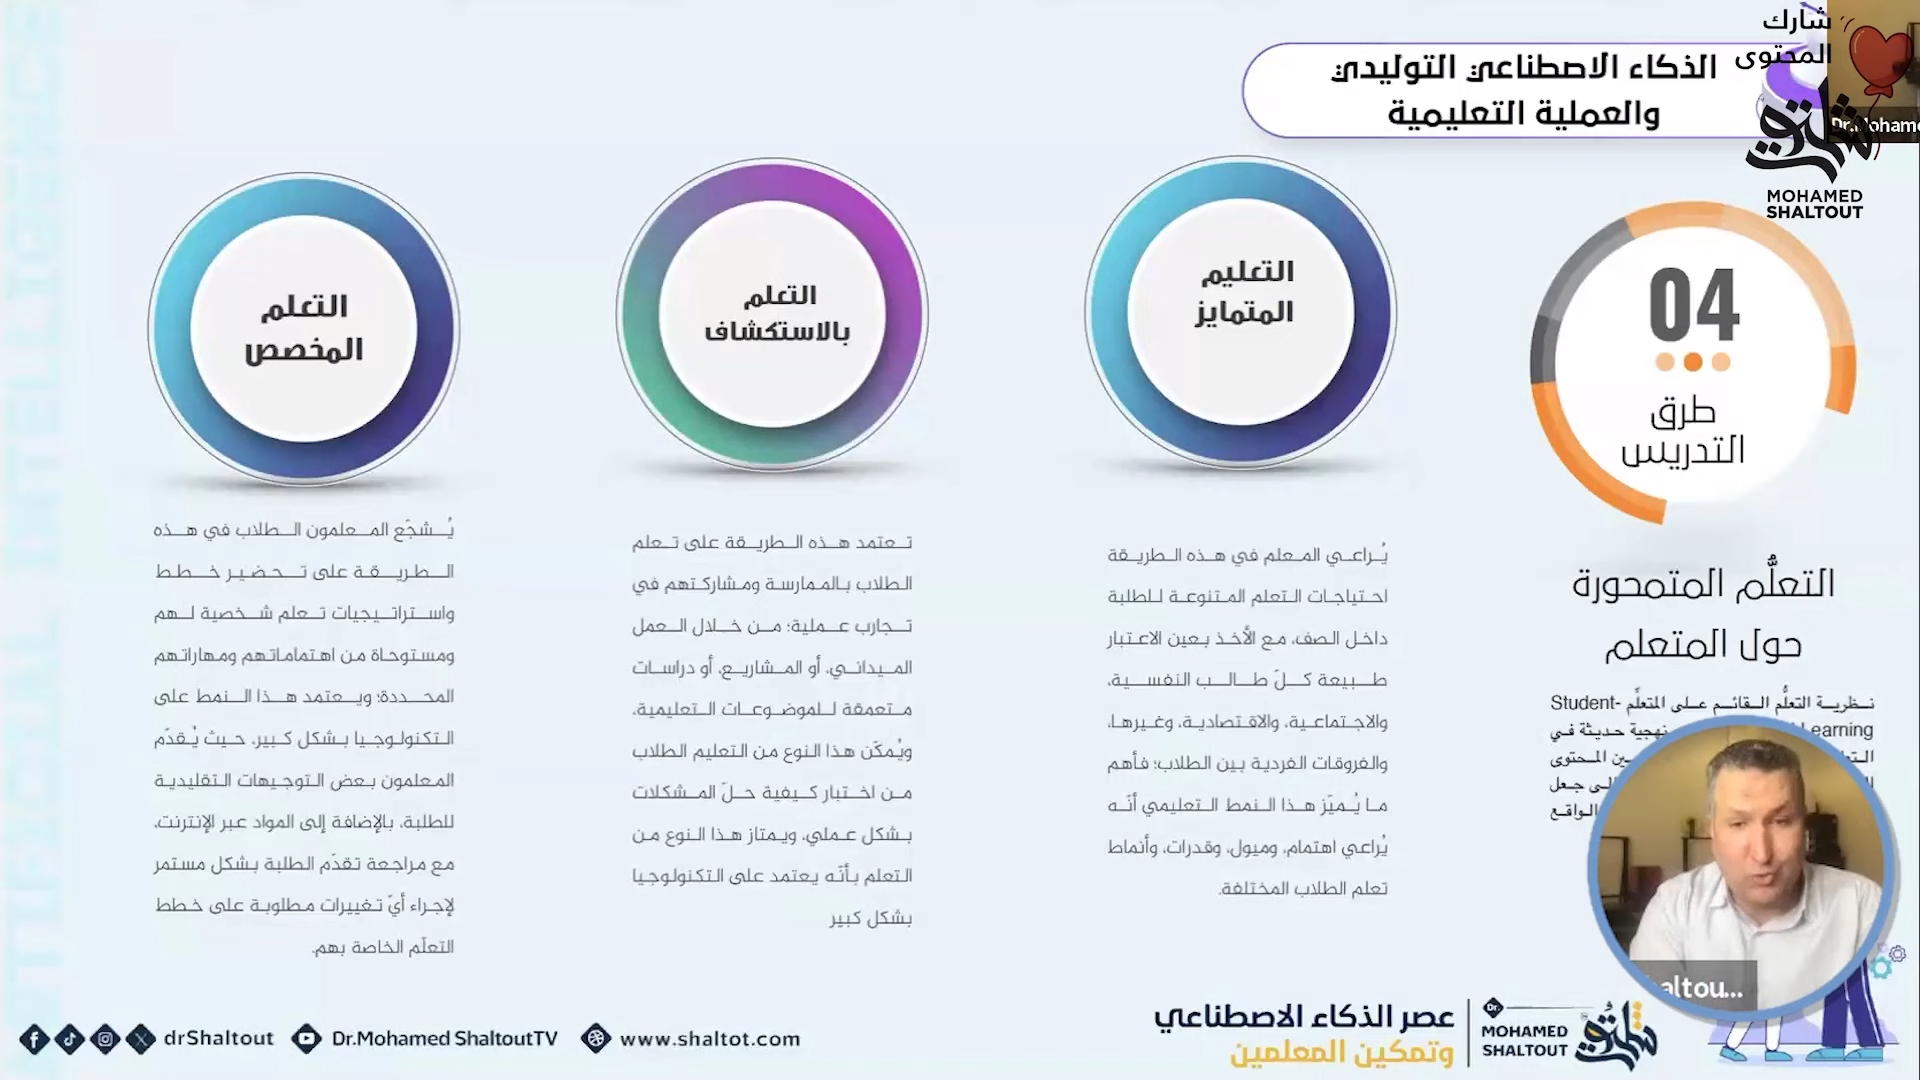 شارك
المحتوى
الذكاء الاصطناعي التوليدي
والعملية التعليمية
MOHAMED
SHALTOUT
04
طرق
التدريس
التعلُّم المتمحورة
حول المتعلم
نظرية التعلُّم القائم على المتعلِّم Student-
نهجية حديثة في
المحتوى
جعل
الواقع
التعليم
المتمايز
يُراعي المعلم في هذه الطريقة
احتياجات التعلم المتنوعة للطلبة
داخل الصف، مع الأخذ بعين الاعتبار
طبيعة كلّ طالب النفسية،
والاجتماعية، والاقتصادية، وغيرها،
والفروقات الفردية بين الطلاب؛ فأهم
ما يُميّز هذا النمط التعليمي أنّه
يُراعي اهتمام، وميول، وقدرات، وأنماط
تعلم الطلاب المختلفة.
التعلم
بالاستكشاف
تعتمد هذه الطريقة على تعلم
الطلاب بالممارسة ومشاركتهم في
تجارب عملية؛ من خلال العمل
الميداني، أو المشاريع، أو دراسات
متعمقة للموضوعات التعليمية،
ويُمكّن هذا النوع من التعليم الطلاب
من اختبار كيفية حلّ المشكلات
بشكل عملي، ويمتاز هذا النوع من
التعلم بأنّه يعتمد على التكنولوجيا
بشكل كبير
التعلم
المخصص
يُشجّع المعلمون الطلاب في هذه
الطريقة على تحضير خطط
واستراتيجيات تعلم شخصية لهم
ومستوحاة من اهتماماتهم ومهاراتهم
المحددة؛ ويعتمد هذا النمط على
التكنولوجيا بشكل كبير، حيث يُقدّم
المعلمون بعض التوجيهات التقليدية
للطلبة، بالإضافة إلى المواد عبر الإنترنت،
مع مراجعة تقدّم الطلبة بشكل مستمر
لإجراء أيّ تغييرات مطلوبة على خطط
التعلّم الخاصة بهم.
drShaltout
Dr.Mohamed ShaltoutTV
www.shaltot.com
عصر الذكاء الاصطناعي
وتمكين المعلمين
Dr.
MOHAMED
SHALTOUT
شلتوت